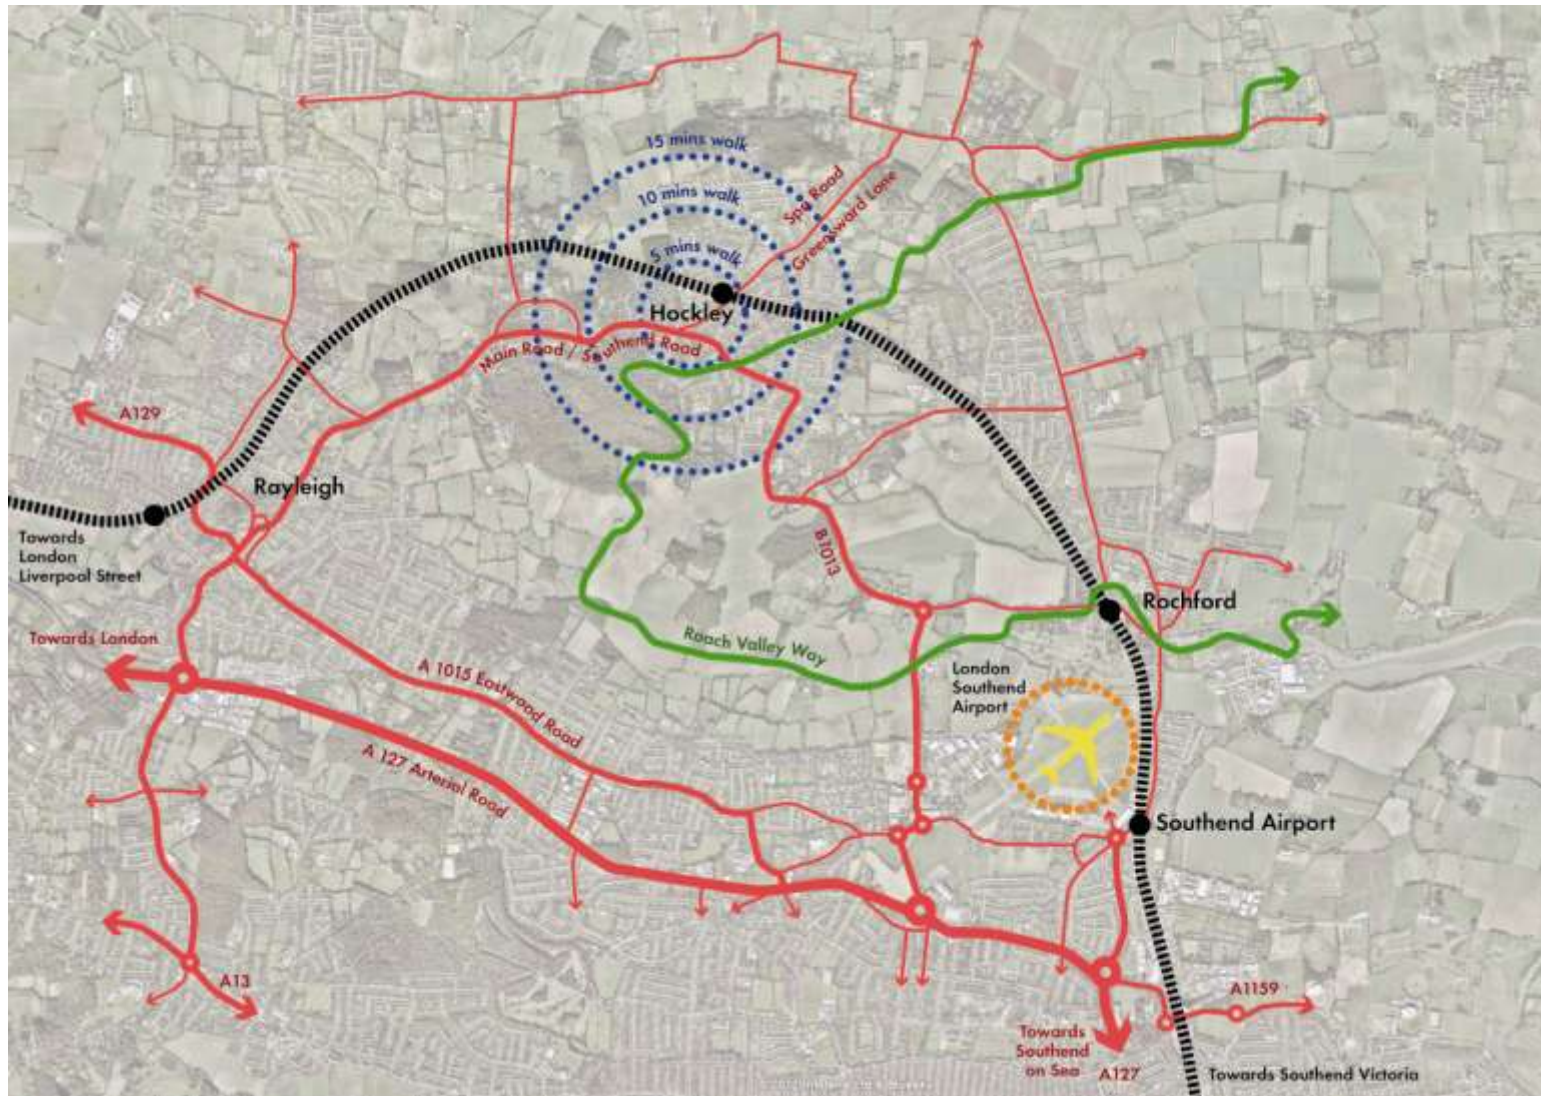 15 mins walk
10 mins walk
5 mins walk
Spa Road
Greensward Lane
Hockley
Main Road / Southend Road
A129
Rayleigh
Towards
London
Liverpool Street
B1013
Rochford
Towards London
Roach Valley Way
A 1015 Eastwood Road
London
Southend
Airport
A 127 Arterial Road
Southend Airport
A13
A1159
Towards
Southend
on Sea
A127
Towards Southend Victoria